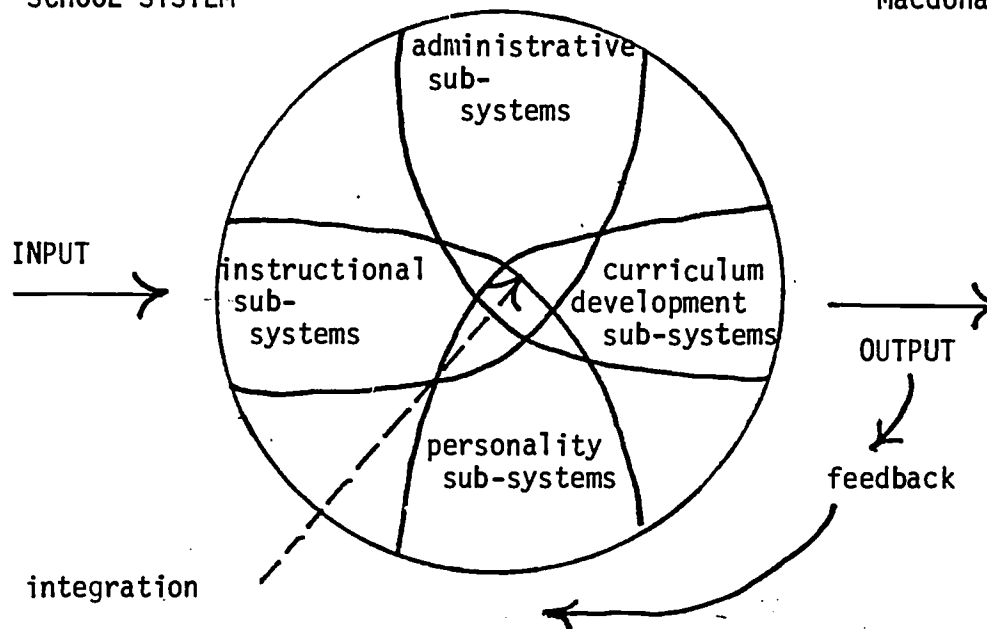 SCHOOL SYSTEM
administrative
sub-
systems
INPUT
instructional
sub-
systems
curriculum
development
sub-systems
OUTPUT
personality
sub-systems
feedback
integration